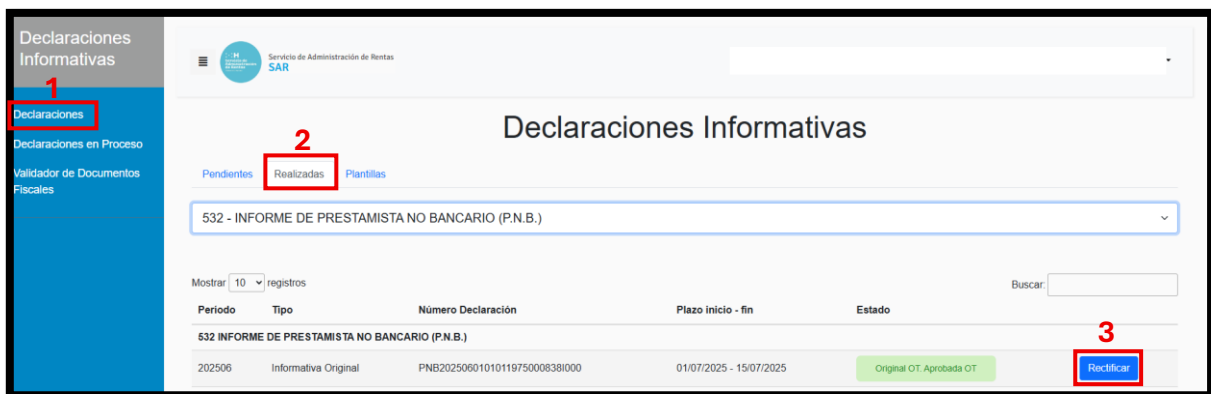 Declaraciones
Informativas
1
Declaraciones
Declaraciones en Proceso
Validador de Documentos
Fiscales
Servicio de Administración de Rentas
SAR
Declaraciones Informativas
2
Pendientes Realizadas Plantillas
532 - INFORME DE PRESTAMISTA NO BANCARIO (P.N.B.)
Mostrar 10 registros
Buscar:
Periodo Tipo Número Declaración Plazo inicio - fin Estado
532 INFORME DE PRESTAMISTA NO BANCARIO (P.N.B.)
3
202506 Informativa Original PNB2025060101011975000838I000 01/07/2025 - 15/07/2025 Original OT. Aprobada OT Rectificar